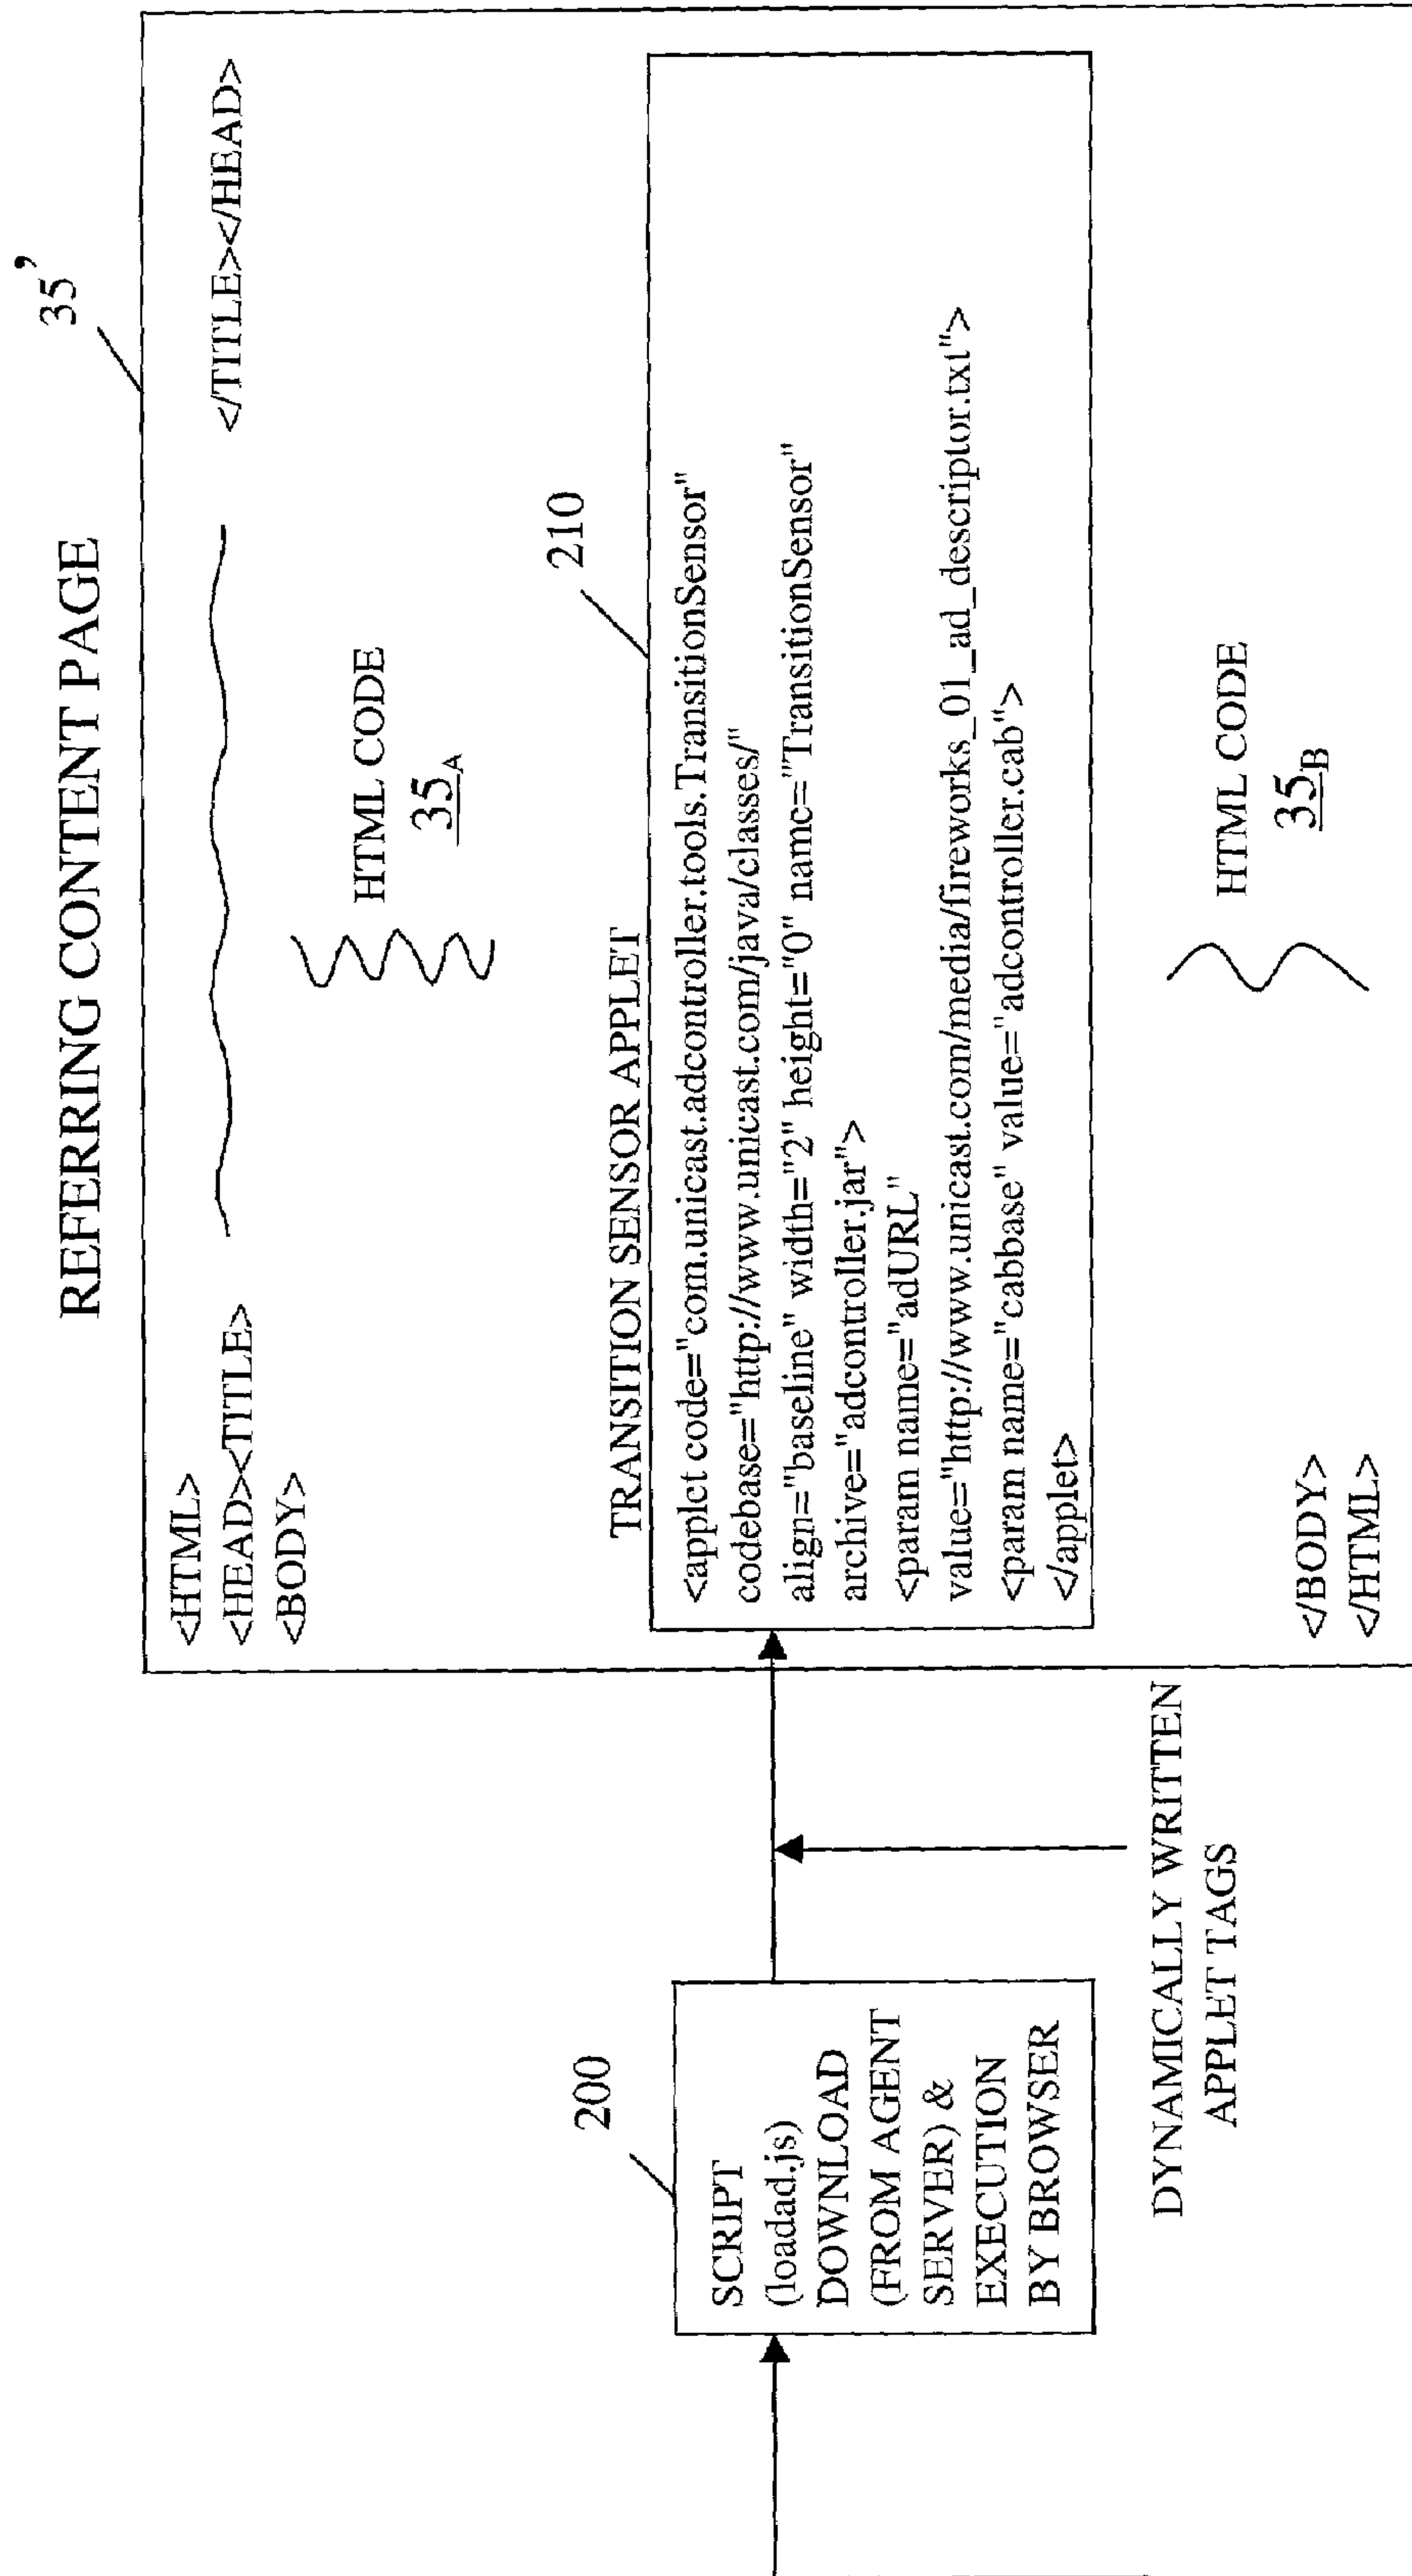 REFERRING CONTENT PAGE
35'
<HTML>
<HEAD><TITLE> </TITLE></HEAD>
<BODY>
HTML CODE
35A
TRANSITION SENSOR APPLET
210
<applet code="com.unicast.adcontroller.tools.TransitionSensor"
codebase="http://www.unicast.com/java/classes/"
align="baseline" width="2" height="0" name="TransitionSensor"
archive="adcontroller.jar">
<param name="adURL"
value="http://www.unicast.com/media/fireworks_01_ad_descriptor.txt">
<param name="cabbase" value="adcontroller.cab">
</applet>
HTML CODE
35B
</BODY>
</HTML>
200
SCRIPT
(loadad.js)
DOWNLOAD
(FROM AGENT
SERVER) &
EXECUTION
BY BROWSER
DYNAMICALLY WRITTEN
APPLET TAGS